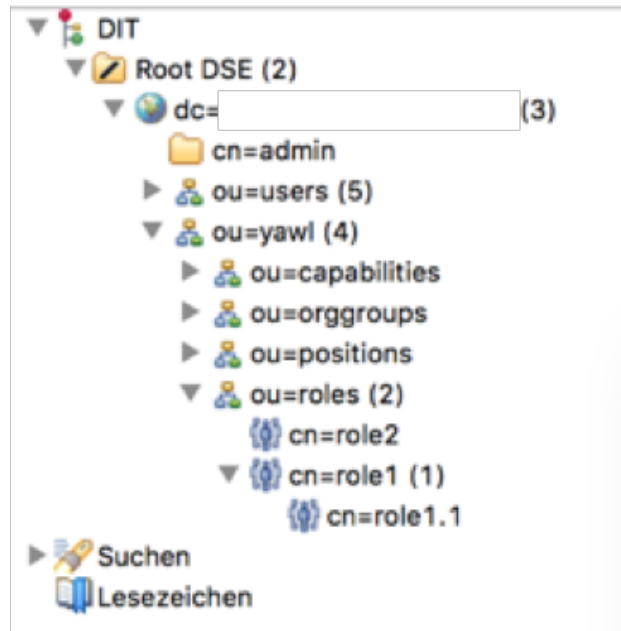 DIT
Root DSE (2)
dc= (3)
cn=admin
ou=users (5)
ou=yawl (4)
ou=capabilities
ou=orggroups
ou=positions
ou=roles (2)
cn=role2
cn=role1 (1)
cn=role1.1
Suchen
Lesezeichen